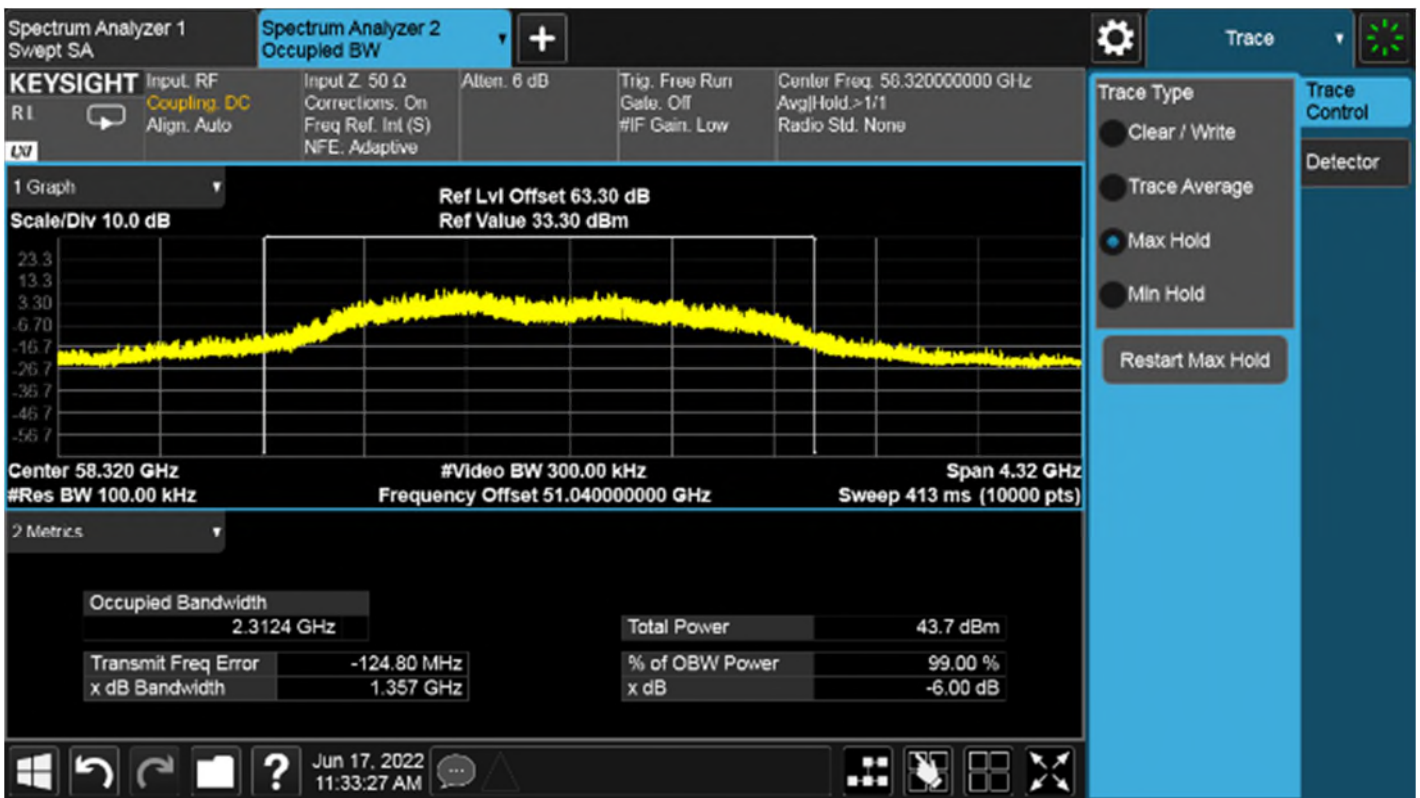 Spectrum Analyzer 1
Swept SA
Spectrum Analyzer 2
Occupied BW
Trace
KEYSIGHT
Input. RF
Coupling. DC
Align. Auto
Input Z. 50 Ω
Corrections. On
Freq Ref. Int (S)
NFE. Adaptive
Atten. 6 dB
Trig. Free Run
Gate. Off
#IF Gain. Low
Center Freq. 58.320000000 GHz
Avg|Hold.>1/1
Radio Std. None
Trace Type
Clear / Write
Trace Average
Max Hold
Min Hold
Restart Max Hold
Trace
Control
Detector
1 Graph
Scale/Div 10.0 dB
Ref Lvl Offset 63.30 dB
Ref Value 33.30 dBm
23.3
13.3
3.30
-6.70
-16.7
-26.7
-36.7
-46.7
-56.7
Center 58.320 GHz
#Video BW 300.00 kHz
Span 4.32 GHz
#Res BW 100.00 kHz
Frequency Offset 51.040000000 GHz
Sweep 413 ms (10000 pts)
2 Metrics
Occupied Bandwidth
2.3124 GHz
Total Power 43.7 dBm
Transmit Freq Error -124.80 MHz
% of OBW Power 99.00 %
x dB Bandwidth 1.357 GHz
x dB -6.00 dB
?
Jun 17, 2022
11:33:27 AM